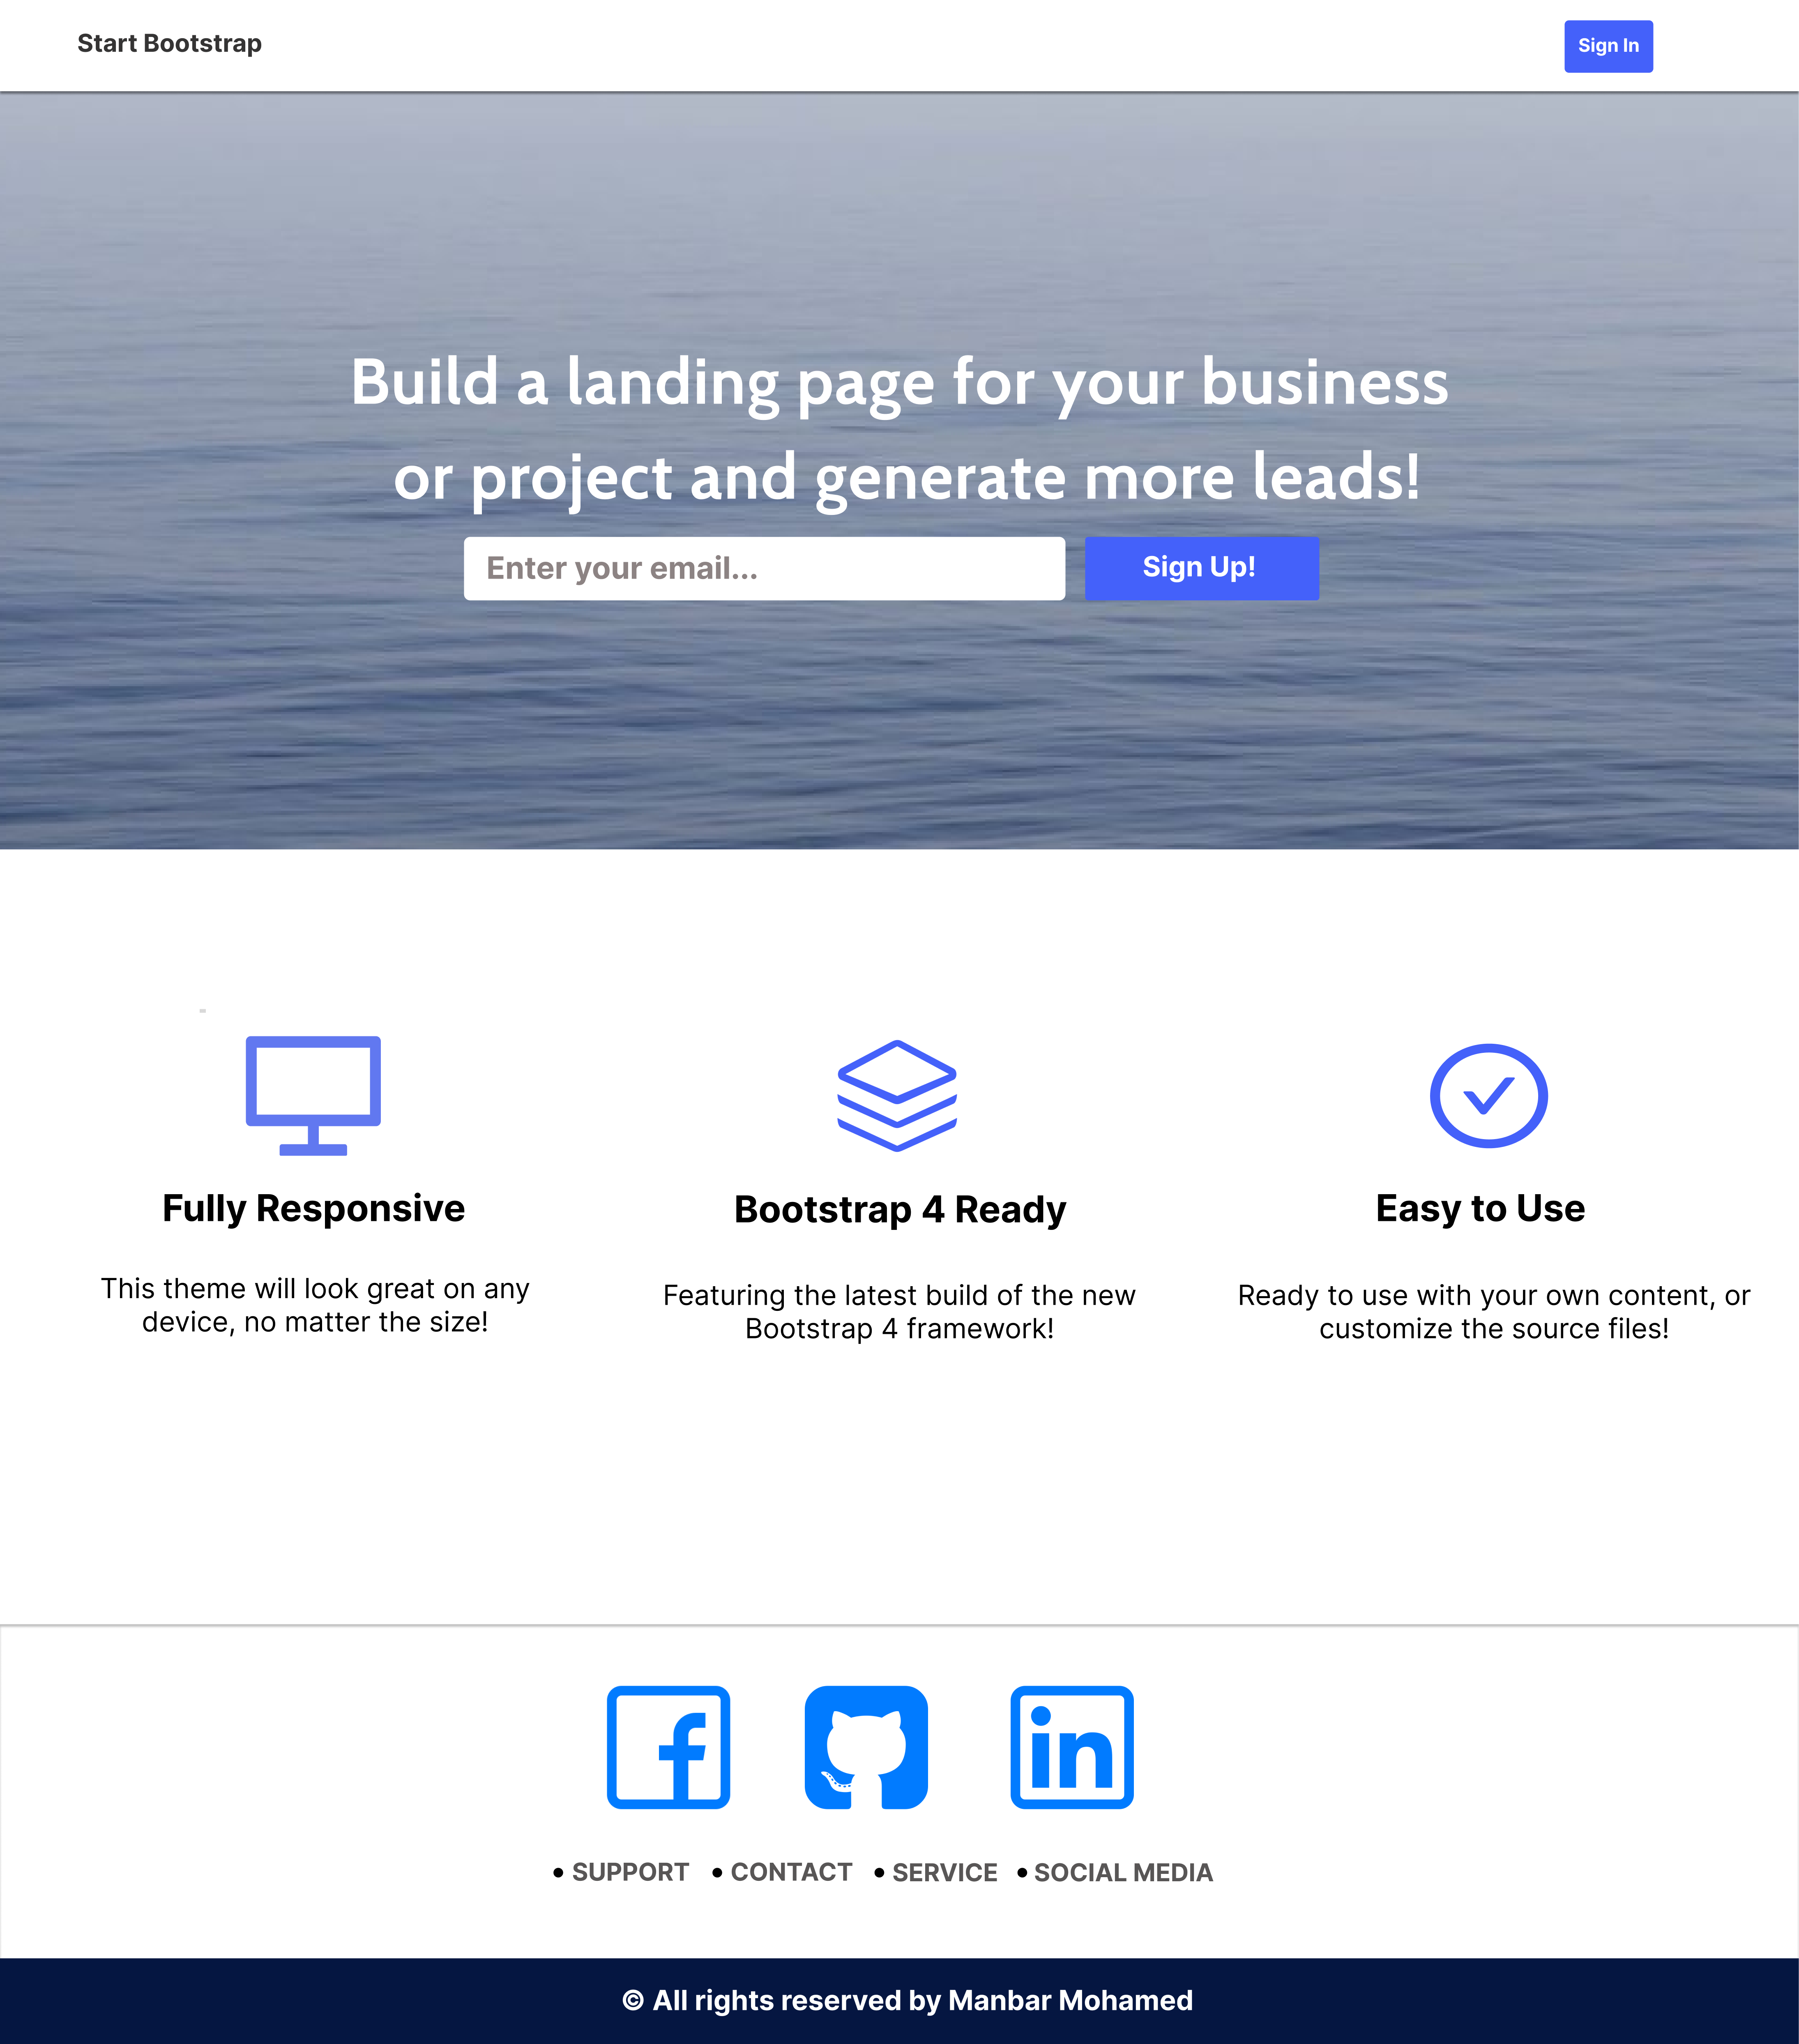 Start Bootstrap
Sign In
Build a landing page for your business
or project and generate more leads!
Enter your email...
Sign Up!
Fully Responsive
This theme will look great on any
device, no matter the size!
Bootstrap 4 Ready
Featuring the latest build of the new
Bootstrap 4 framework!
Easy to Use
Ready to use with your own content, or
customize the source files!
• SUPPORT • CONTACT • SERVICE • SOCIAL MEDIA
© All rights reserved by Manbar Mohamed